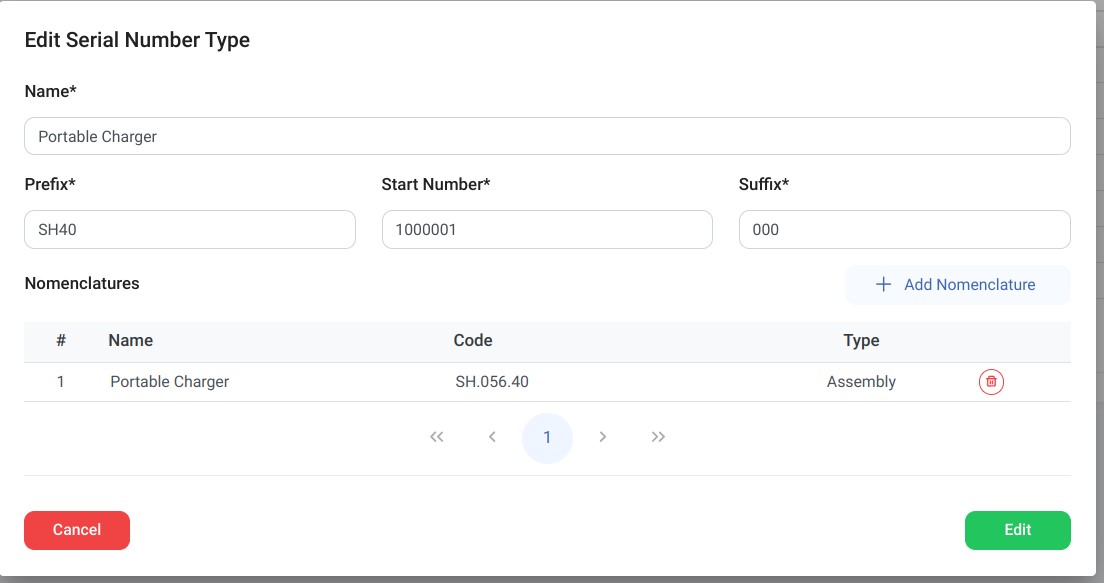 Edit Serial Number Type
Name*
Portable Charger
Prefix* Start Number* Suffix*
SH40 1000001 000
Nomenclatures + Add Nomenclature
# Name Code Type
1 Portable Charger SH.056.40 Assembly
« ‹ 1 › »
Cancel Edit